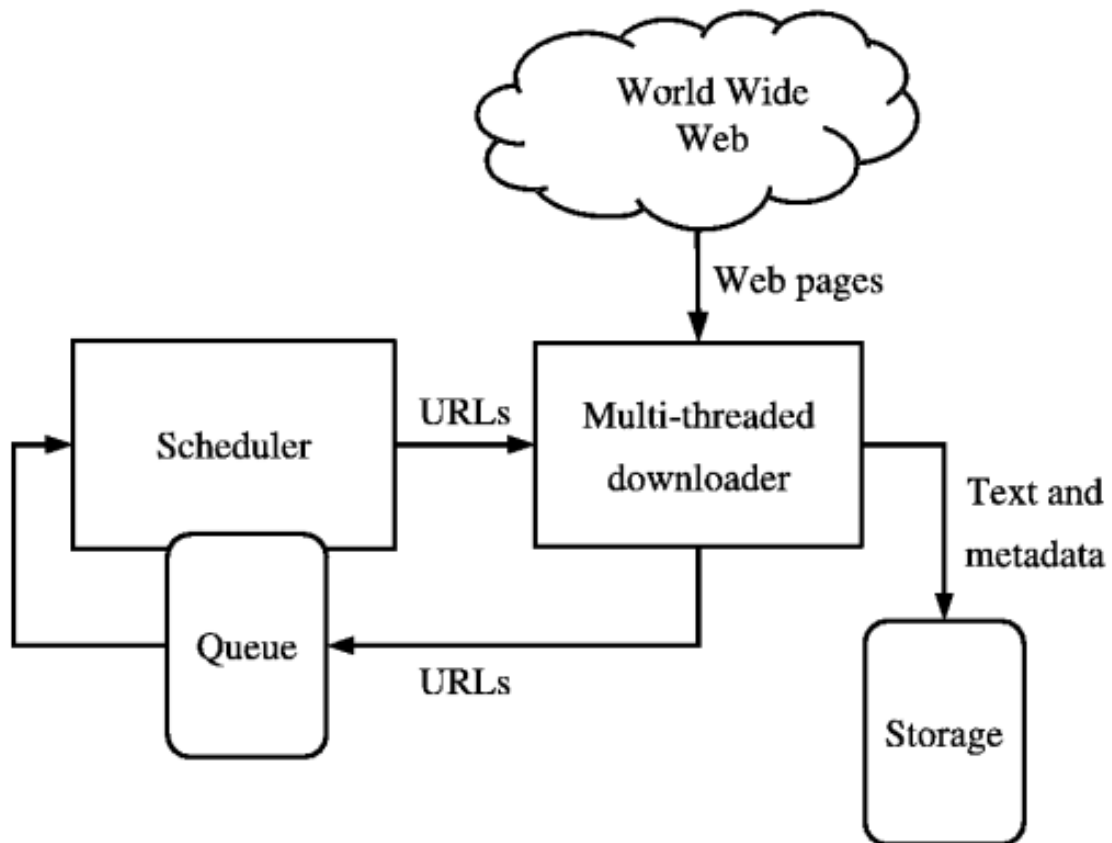 World Wide
Web
Web pages
Scheduler
URLs
Multi-threaded
downloader
Text and
metadata
Queue
URLs
Storage